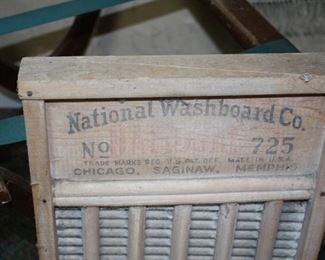 National Washboard Co.
No 725
TRADE MARKS REG. U.S. PAT. OFF. MADE IN U.S.A.
CHICAGO, SAGINAW, MEMPHIS